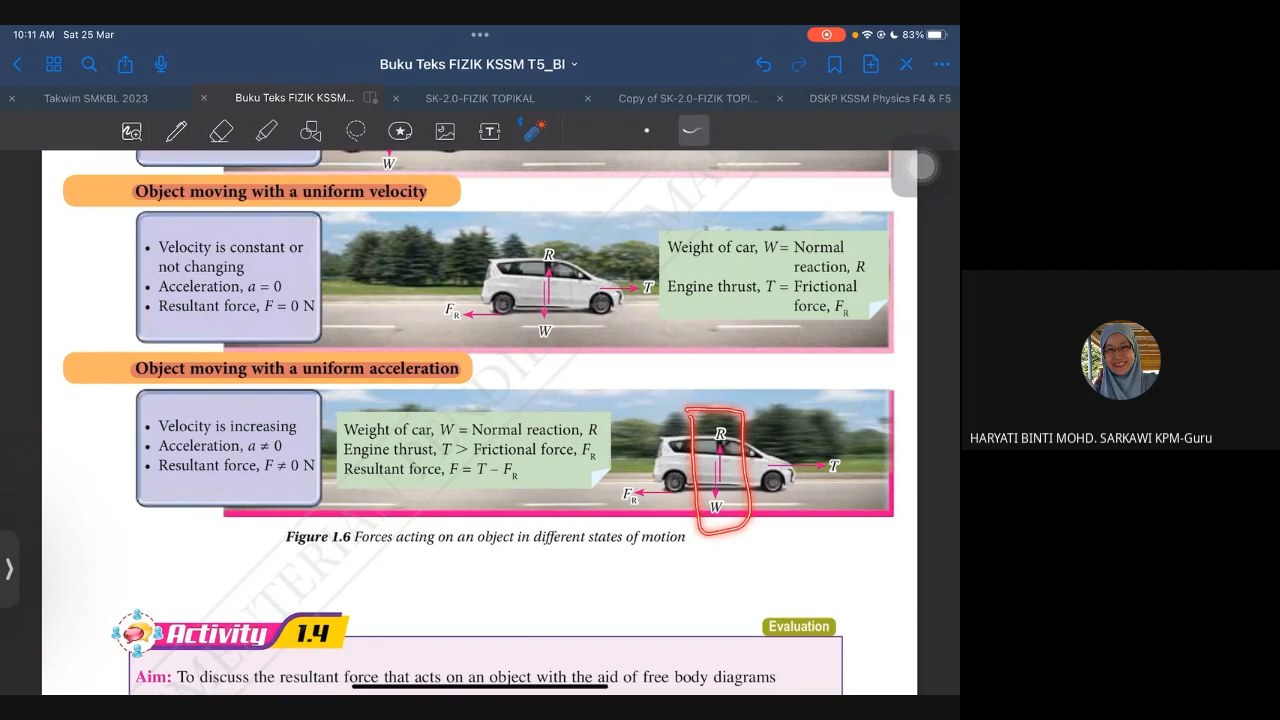 10:11 AM Sat 25 Mar
83%
Buku Teks FIZIK KSSM T5_BI
Takwim SMKBL 2023
Buku Teks FIZIK KSSM...
SK-2.0-FIZIK TOPIKAL
Copy of SK-2.0-FIZIK TOPI...
DSKP KSSM Physics F4 & F5
W
Object moving with a uniform velocity
• Velocity is constant or
not changing
• Acceleration, a = 0
• Resultant force, F = 0 N
R
T
FR
W
Weight of car, W = Normal
reaction, R
Engine thrust, T = Frictional
force, FR
Object moving with a uniform acceleration
• Velocity is increasing
• Acceleration, a ≠ 0
• Resultant force, F ≠ 0 N
Weight of car, W = Normal reaction, R
Engine thrust, T > Frictional force, FR
Resultant force, F = T – FR
R
T
FR
W
Figure 1.6 Forces acting on an object in different states of motion
Activity 1.4
Evaluation
Aim: To discuss the resultant force that acts on an object with the aid of free body diagrams
HARYATI BINTI MOHD. SARKAWI KPM-Guru